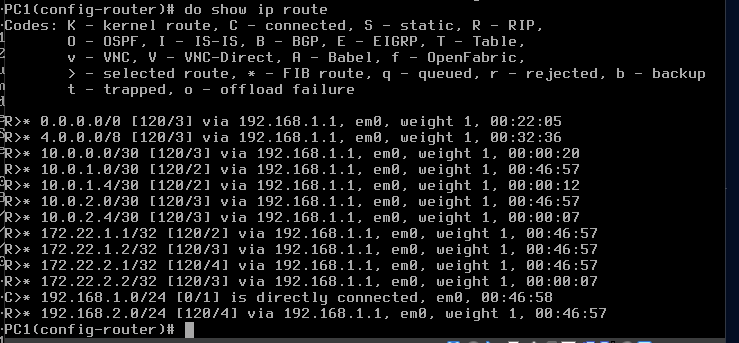 PC1(config-router)# do show ip route
Codes: K - kernel route, C - connected, S - static, R - RIP,
O - OSPF, I - IS-IS, B - BGP, E - EIGRP, T - Table,
v - VNC, V - VNC-Direct, A - Babel, f - OpenFabric,
> - selected route, * - FIB route, q - queued, r - rejected, b - backup
t - trapped, o - offload failure
R>* 0.0.0.0/0 [120/3] via 192.168.1.1, em0, weight 1, 00:22:05
R>* 4.0.0.0/8 [120/3] via 192.168.1.1, em0, weight 1, 00:32:36
R>* 10.0.0.0/30 [120/3] via 192.168.1.1, em0, weight 1, 00:00:20
R>* 10.0.1.0/30 [120/2] via 192.168.1.1, em0, weight 1, 00:46:57
R>* 10.0.1.4/30 [120/2] via 192.168.1.1, em0, weight 1, 00:00:12
R>* 10.0.2.0/30 [120/3] via 192.168.1.1, em0, weight 1, 00:46:57
R>* 10.0.2.4/30 [120/3] via 192.168.1.1, em0, weight 1, 00:00:07
R>* 172.22.1.1/32 [120/2] via 192.168.1.1, em0, weight 1, 00:46:57
R>* 172.22.1.2/32 [120/3] via 192.168.1.1, em0, weight 1, 00:46:57
R>* 172.22.2.1/32 [120/4] via 192.168.1.1, em0, weight 1, 00:46:57
R>* 172.22.2.2/32 [120/3] via 192.168.1.1, em0, weight 1, 00:00:07
C>* 192.168.1.0/24 [0/1] is directly connected, em0, 00:46:58
R>* 192.168.2.0/24 [120/4] via 192.168.1.1, em0, weight 1, 00:46:57
PC1(config-router)#